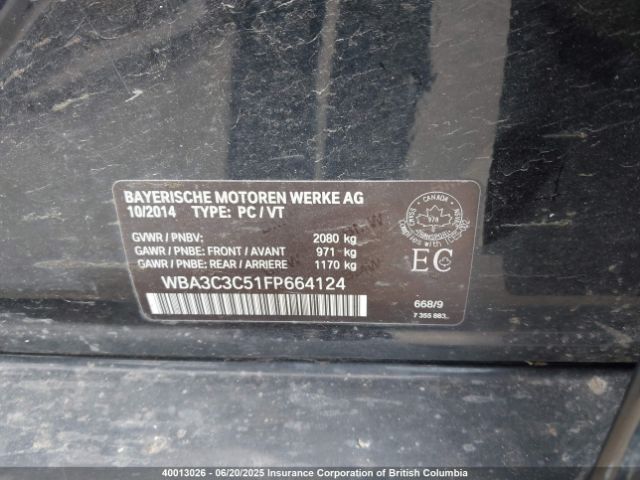 BAYERISCHE MOTOREN WERKE AG
10/2014 TYPE: PC / VT
GVWR / PNBV: 2080 kg
GAWR / PNBE: FRONT / AVANT 971 kg
GAWR / PNBE: REAR / ARRIERE 1170 kg
WBA3C3C51FP664124
CANADA
TRANSPORT
EC
668/9
7 355 883
40013026 - 06/20/2025 Insurance Corporation of British Columbia